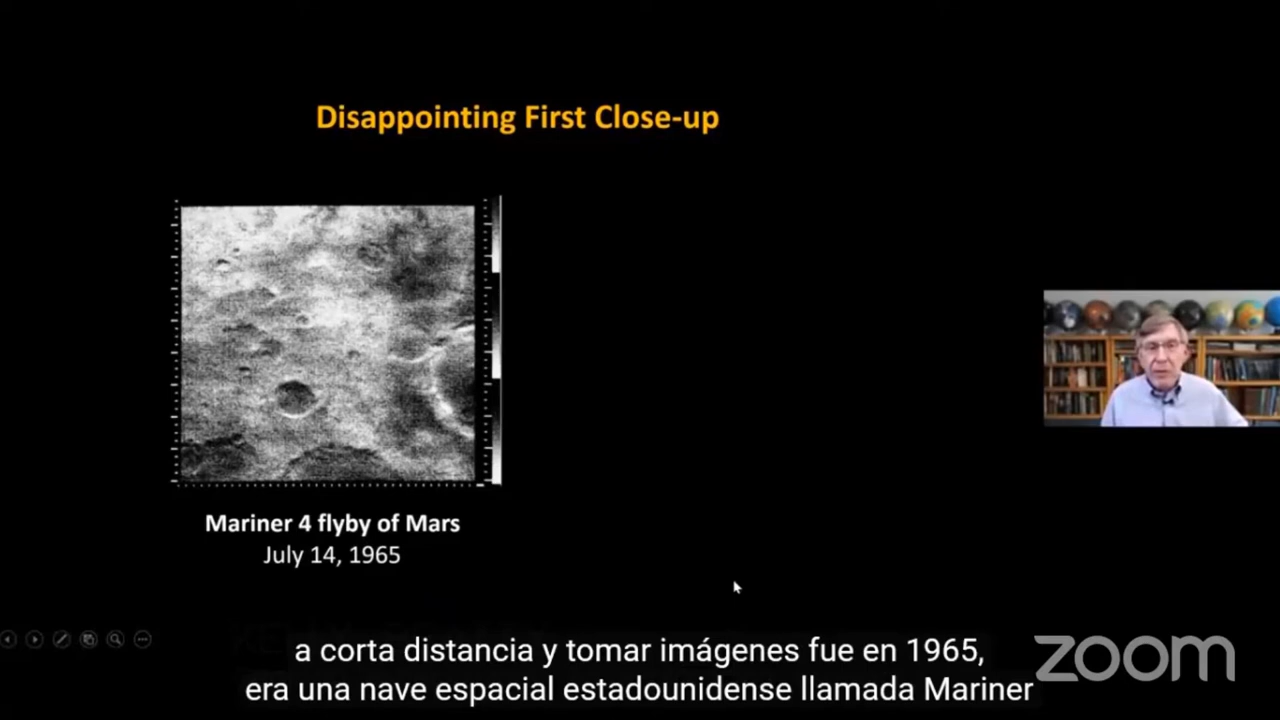 Disappointing First Close-up
Mariner 4 flyby of Mars
July 14, 1965
a corta distancia y tomar imágenes fue en 1965,
era una nave espacial estadounidense llamada Mariner
zoom